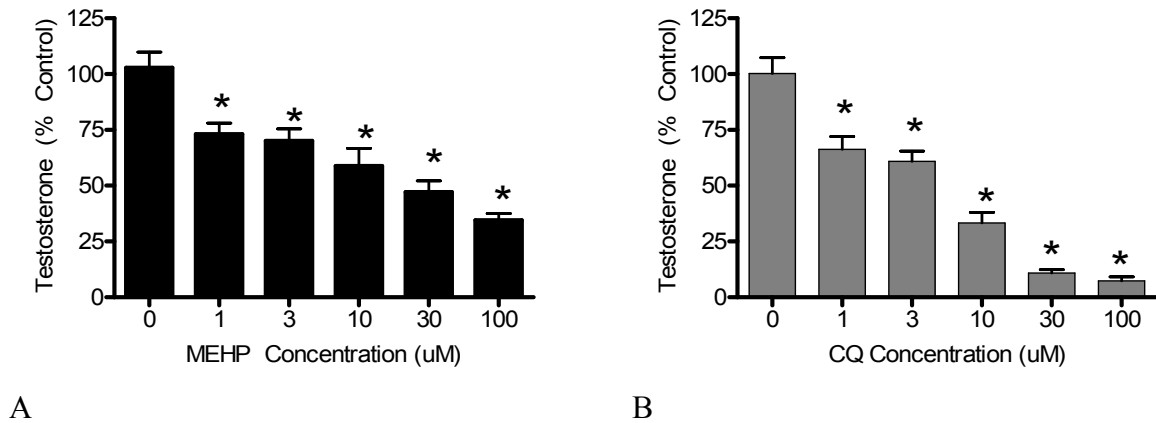 125
100
75
50
25
0
Testosterone (% Control)
*
*
*
*
*
0 1 3 10 30 100
MEHP Concentration (uM)
A
125
100
75
50
25
0
Testosterone (% Control)
*
*
*
*
*
0 1 3 10 30 100
CQ Concentration (uM)
B